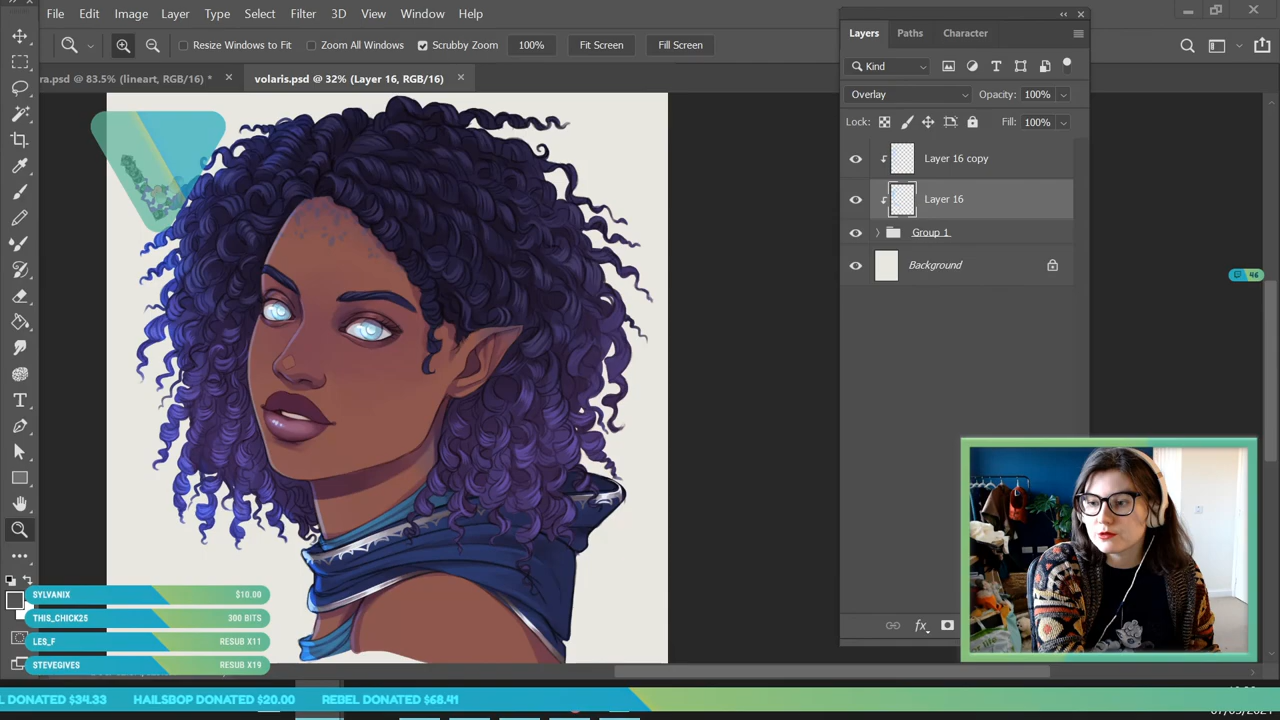 File Edit Image Layer Type Select Filter 3D View Window Help
Resize Windows to Fit Zoom All Windows Scrubby Zoom 100% Fit Screen Fill Screen
ra.psd @ 83.5% (lineart, RGB/16) *
volaris.psd @ 32% (Layer 16, RGB/16)
Layers Paths Character
Kind
Overlay Opacity: 100%
Lock: Fill: 100%
Layer 16 copy
Layer 16
Group 1
Background
46
SYLVANIX $10.00
THIS_CHICK25 300 BITS
LES_F RESUB X11
STEVEGIVES RESUB X19
L DONATED $34.33 HAILSBOP DONATED $20.00 REBEL DONATED $68.41